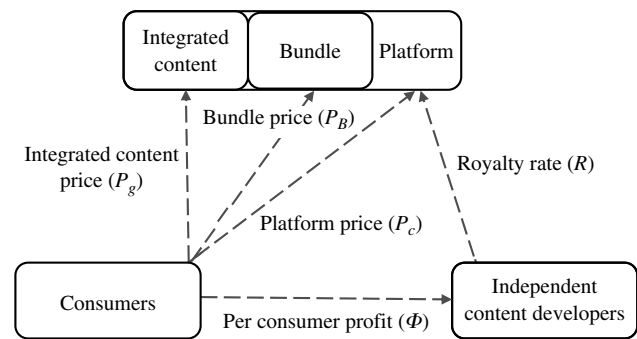 Integrated
content
Bundle
Platform
Bundle price (P_B)
Integrated content
price (P_g)
Royalty rate (R)
Platform price (P_c)
Consumers
Independent
content developers
Per consumer profit (Φ)